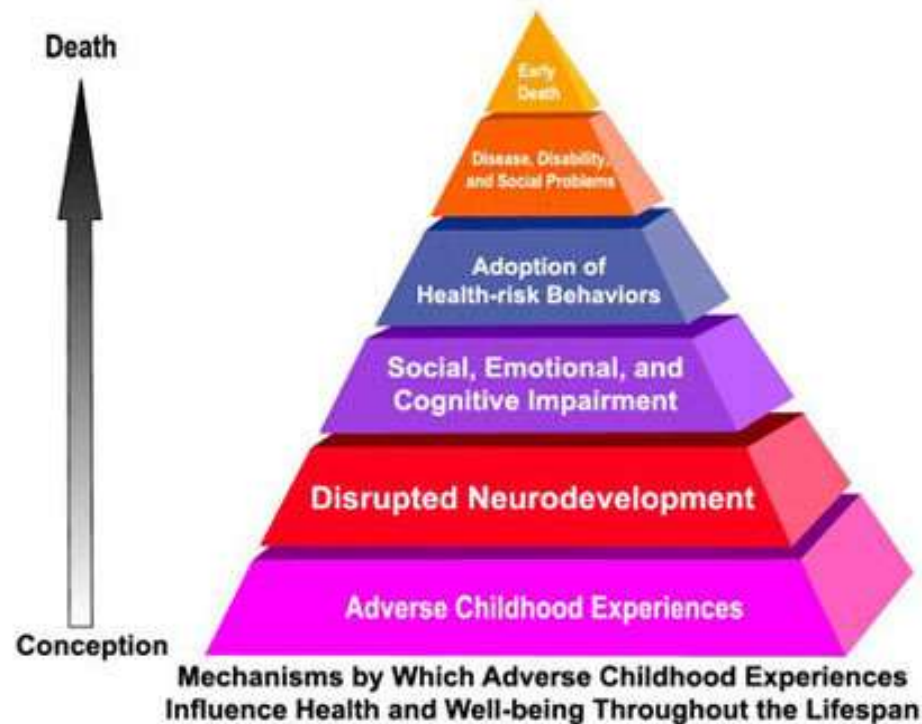 Death
Early
Death
Disease, Disability,
and Social Problems
Adoption of
Health-risk Behaviors
Social, Emotional, and
Cognitive Impairment
Disrupted Neurodevelopment
Adverse Childhood Experiences
Conception
Mechanisms by Which Adverse Childhood Experiences
Influence Health and Well-being Throughout the Lifespan